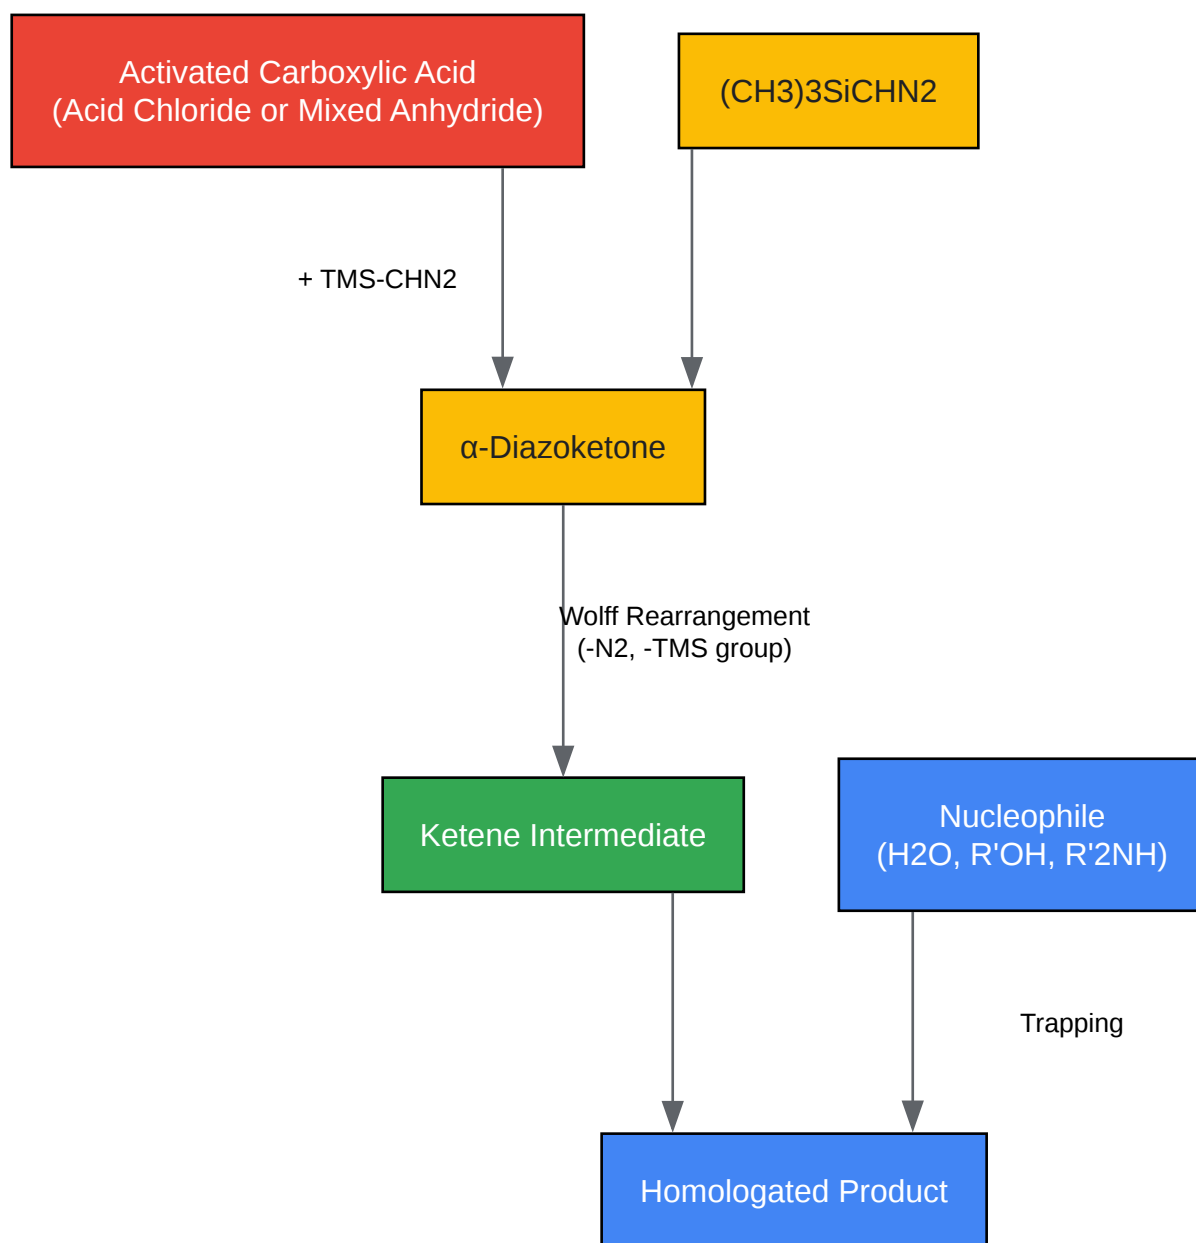 Activated Carboxylic Acid
(Acid Chloride or Mixed Anhydride)
(CH3)3SiCHN2
+ TMS-CHN2
α-Diazoketone
Wolff Rearrangement
(-N2, -TMS group)
Ketene Intermediate
Nucleophile
(H2O, R'OH, R'2NH)
Trapping
Homologated Product